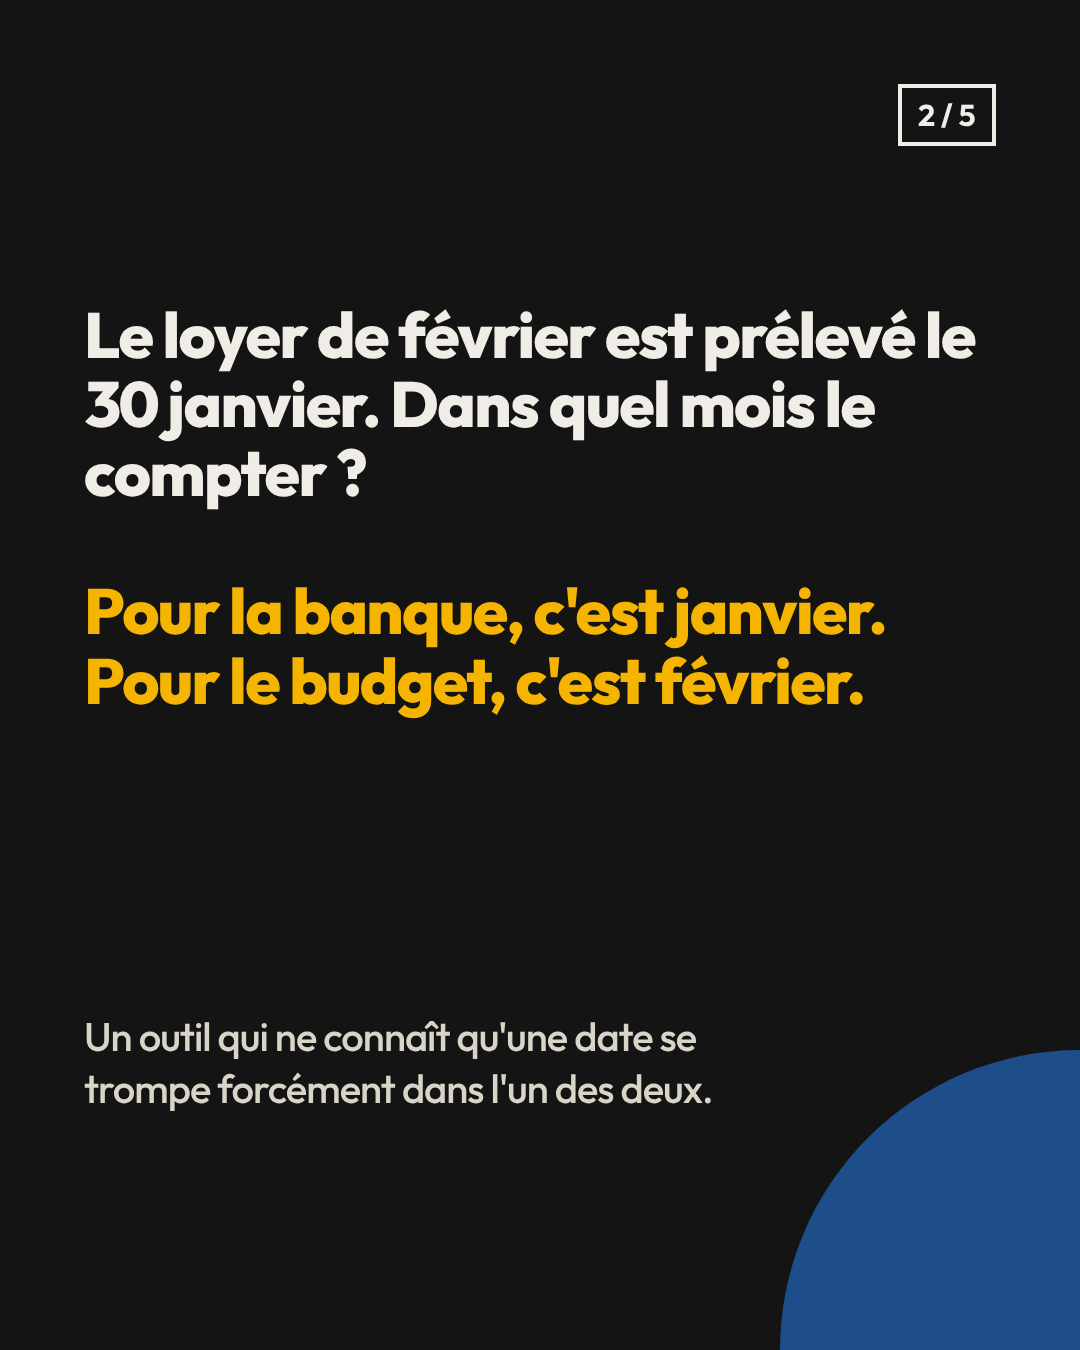 2 / 5
Le loyer de février est prélevé le
30 janvier. Dans quel mois le
compter ?
Pour la banque, c'est janvier.
Pour le budget, c'est février.
Un outil qui ne connaît qu'une date se
trompe forcément dans l'un des deux.